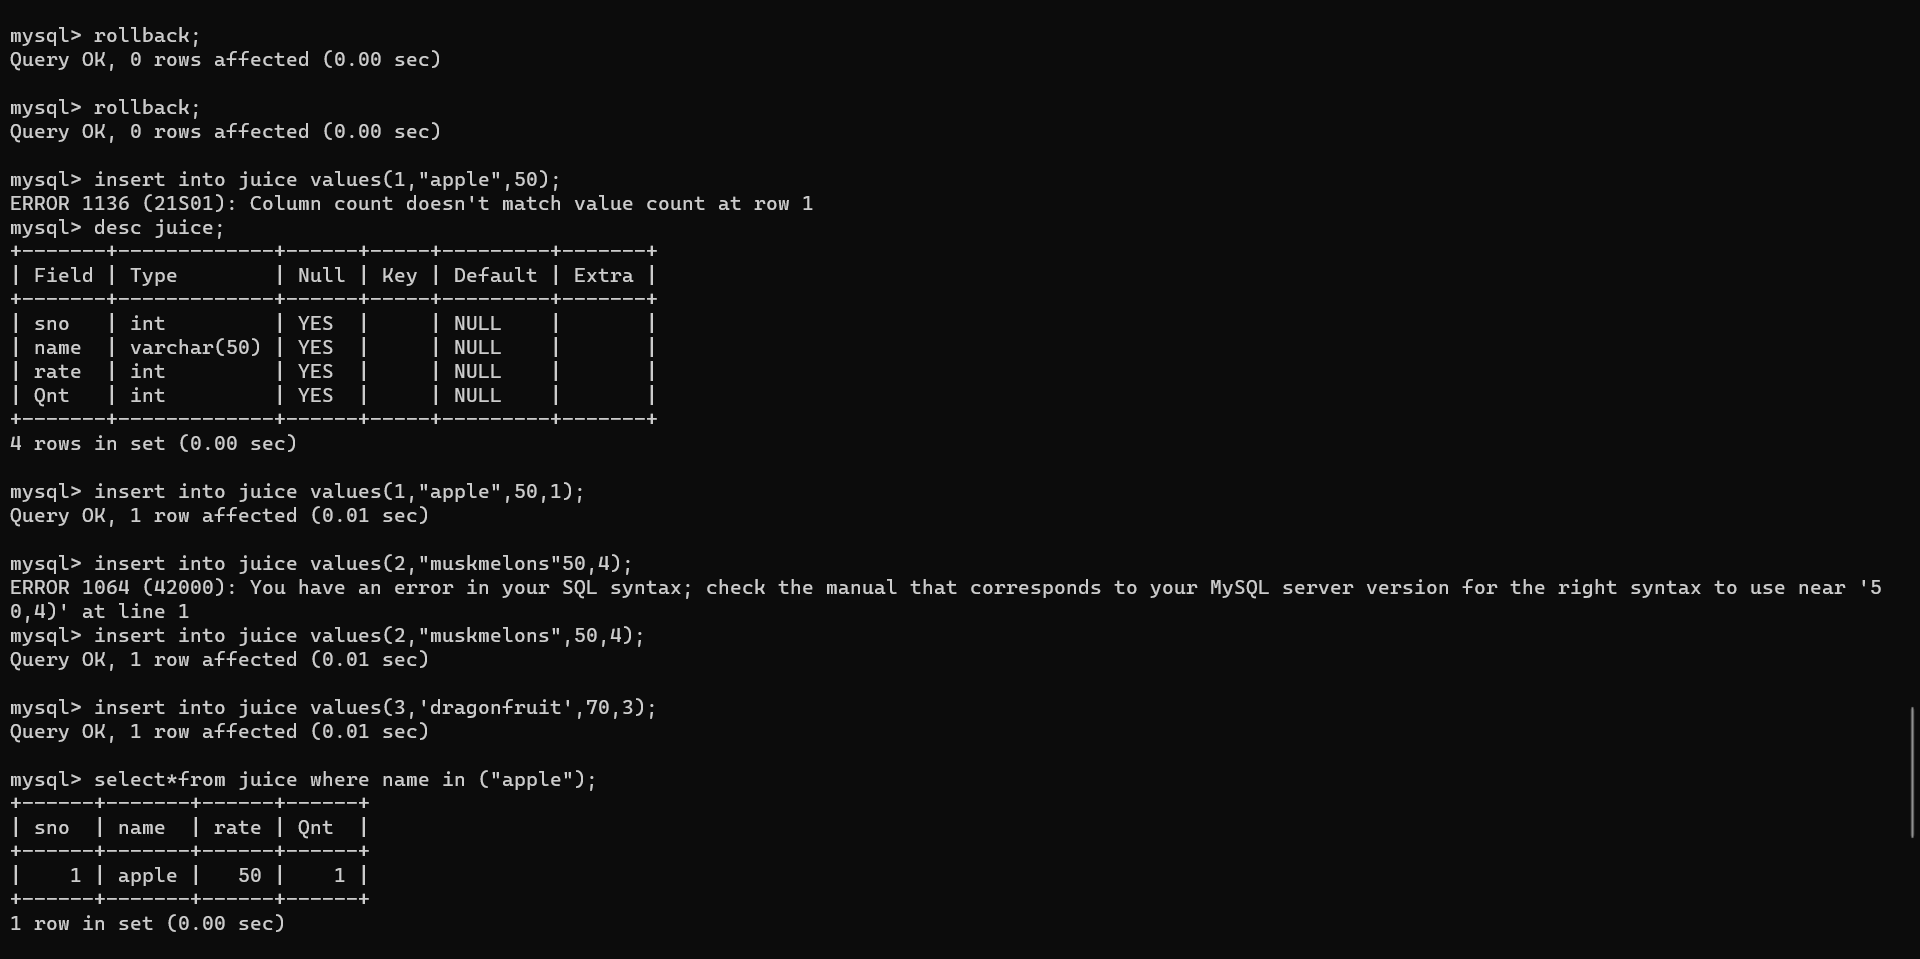 mysql> rollback;
Query OK, 0 rows affected (0.00 sec)

mysql> rollback;
Query OK, 0 rows affected (0.00 sec)

mysql> insert into juice values(1,"apple",50);
ERROR 1136 (21S01): Column count doesn't match value count at row 1
mysql> desc juice;
+-------+-------------+------+-----+---------+-------+
| Field | Type        | Null | Key | Default | Extra |
+-------+-------------+------+-----+---------+-------+
| sno   | int         | YES  |     | NULL    |       |
| name  | varchar(50) | YES  |     | NULL    |       |
| rate  | int         | YES  |     | NULL    |       |
| Qnt   | int         | YES  |     | NULL    |       |
+-------+-------------+------+-----+---------+-------+
4 rows in set (0.00 sec)

mysql> insert into juice values(1,"apple",50,1);
Query OK, 1 row affected (0.01 sec)

mysql> insert into juice values(2,"muskmelons"50,4);
ERROR 1064 (42000): You have an error in your SQL syntax; check the manual that corresponds to your MySQL server version for the right syntax to use near '5
0,4)' at line 1
mysql> insert into juice values(2,"muskmelons",50,4);
Query OK, 1 row affected (0.01 sec)

mysql> insert into juice values(3,'dragonfruit',70,3);
Query OK, 1 row affected (0.01 sec)

mysql> select*from juice where name in ("apple");
+------+-------+------+------+
| sno  | name  | rate | Qnt  |
+------+-------+------+------+
|    1 | apple |   50 |    1 |
+------+-------+------+------+
1 row in set (0.00 sec)